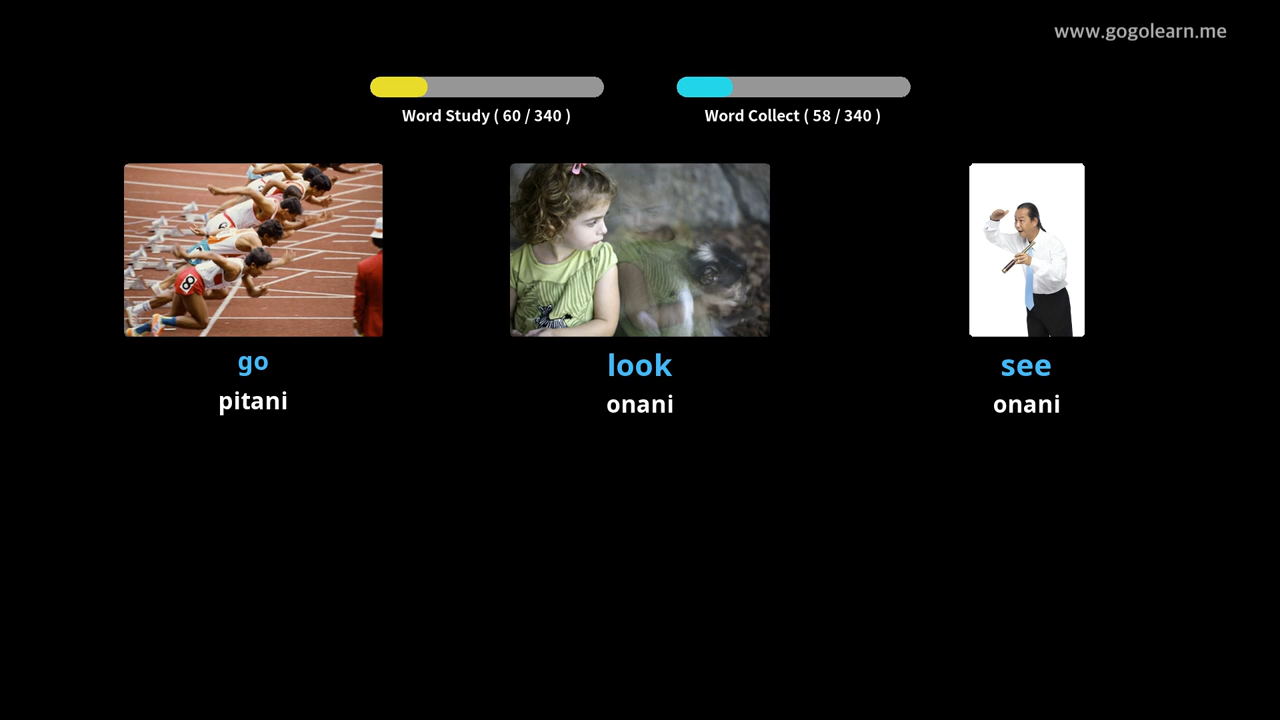 www.gogolearn.me
Word Study ( 60 / 340 )
Word Collect ( 58 / 340 )
go
pitani
look
onani
see
onani